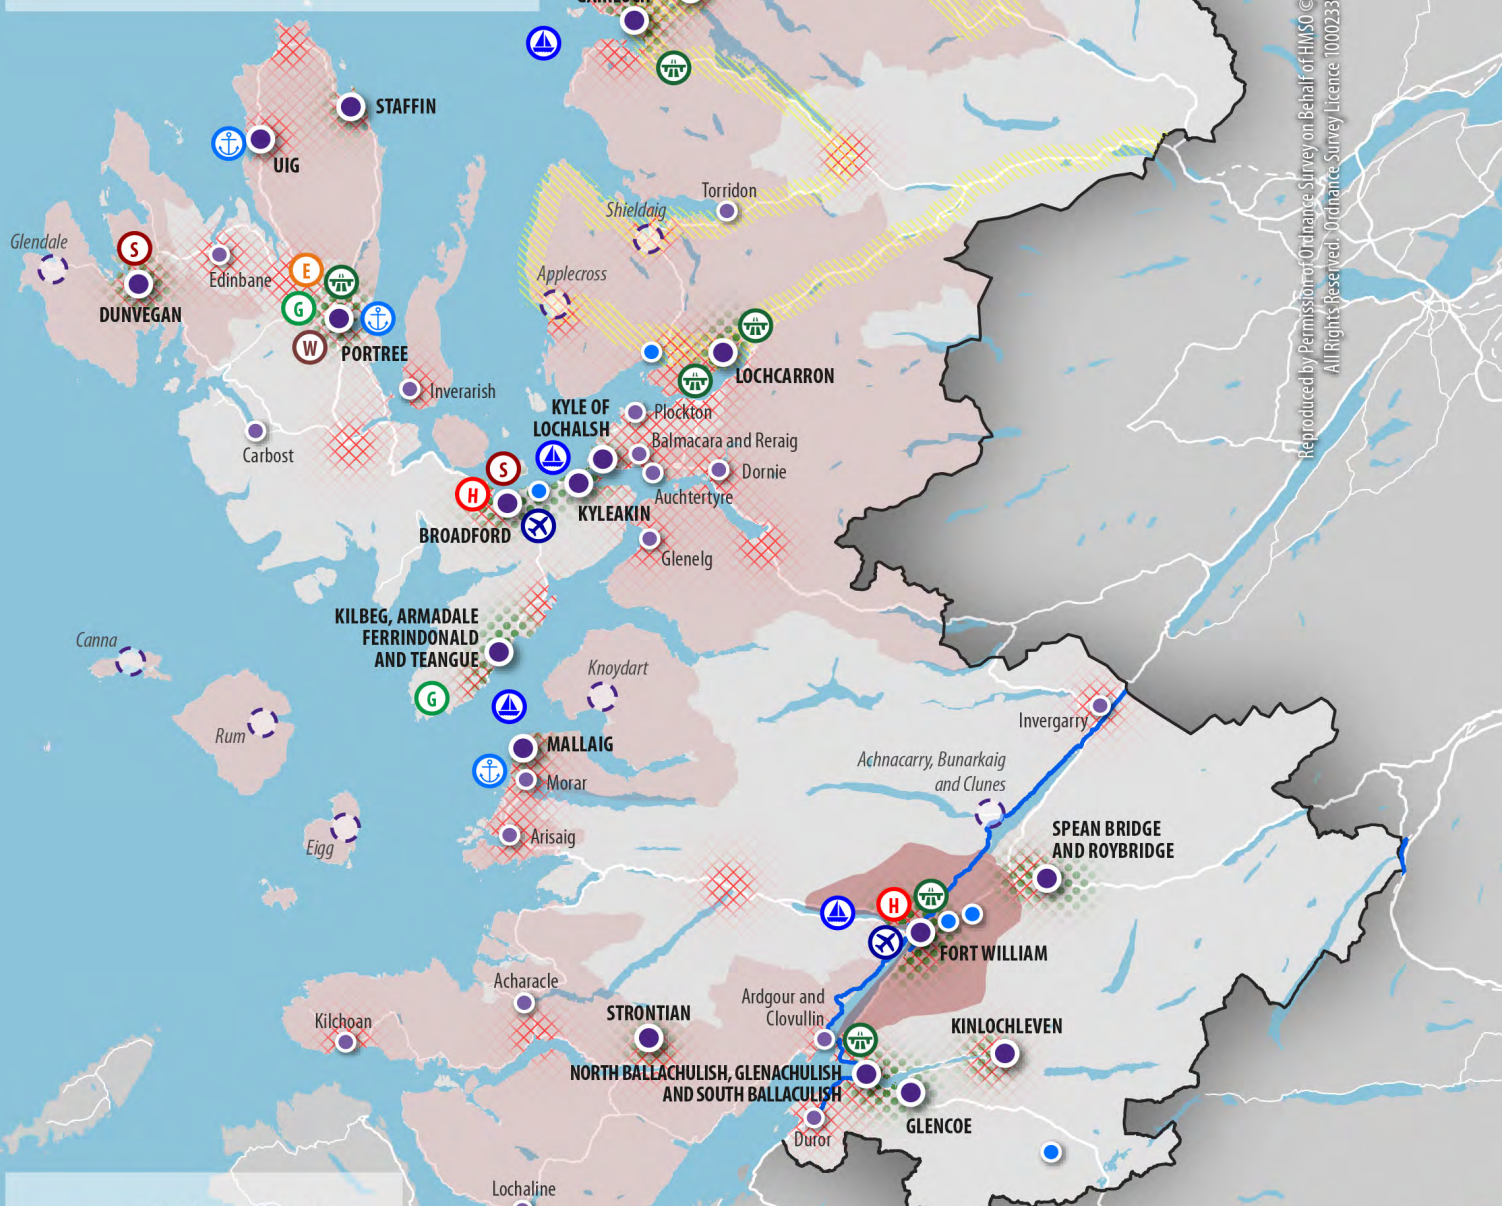 STAFFIN
UIG
Torridon
Shieldaig
Glendale
S
Edinbane
E
Applecross
DUNVEGAN
G
W
PORTREE
LOCHCARRON
Inverarish
KYLE OF
LOCHALSH
Plockton
Carbost
Balmacara and Reraig
Dornie
S
H
Auchtertyre
KYLEAKIN
BROADFORD
Glenelg
KILBEG, ARMADALE
FERRINDONALD
AND TEANGUE
Canna
Knoydart
G
Rum
Invergarry
MALLAIG
Morar
Achnacarry, Bunarkaig
and Clunes
Arisaig
Eigg
SPEAN BRIDGE
AND ROYBRIDGE
H
FORT WILLIAM
Acharacle
Ardgour and
Clovullin
Kilchoan
STRONTIAN
KINLOCHLEVEN
NORTH BALLACHULISH, GLENACHULISH
AND SOUTH BALLACULISH
GLENCOE
Duror
Lochaline
Reproduced by Permission of Ordnance Survey on Behalf of HMSO ©
All Rights Reserved. Ordnance Survey Licence 1000233